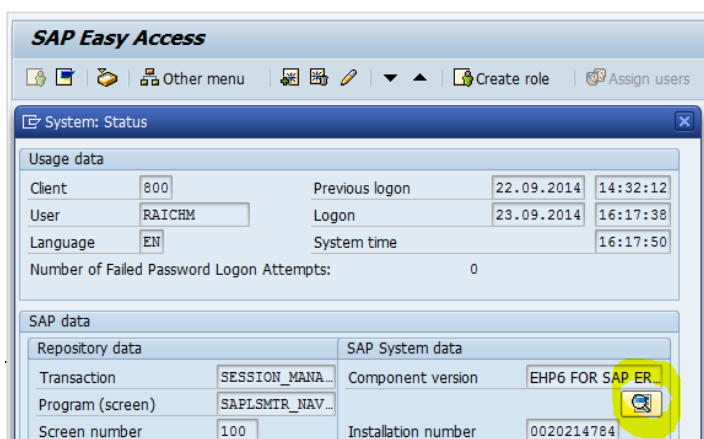 SAP Easy Access
Other menu Create role Assign users
System: Status
Usage data
Client 800 Previous logon 22.09.2014 14:32:12
User RAICHM Logon 23.09.2014 16:17:38
Language EN System time 16:17:50
Number of Failed Password Logon Attempts: 0
SAP data
Repository data SAP System data
Transaction SESSION_MANA… Component version EHP6 FOR SAP ER…
Program (screen) SAPLSMTR_NAV…
Screen number 100 Installation number 0020214784